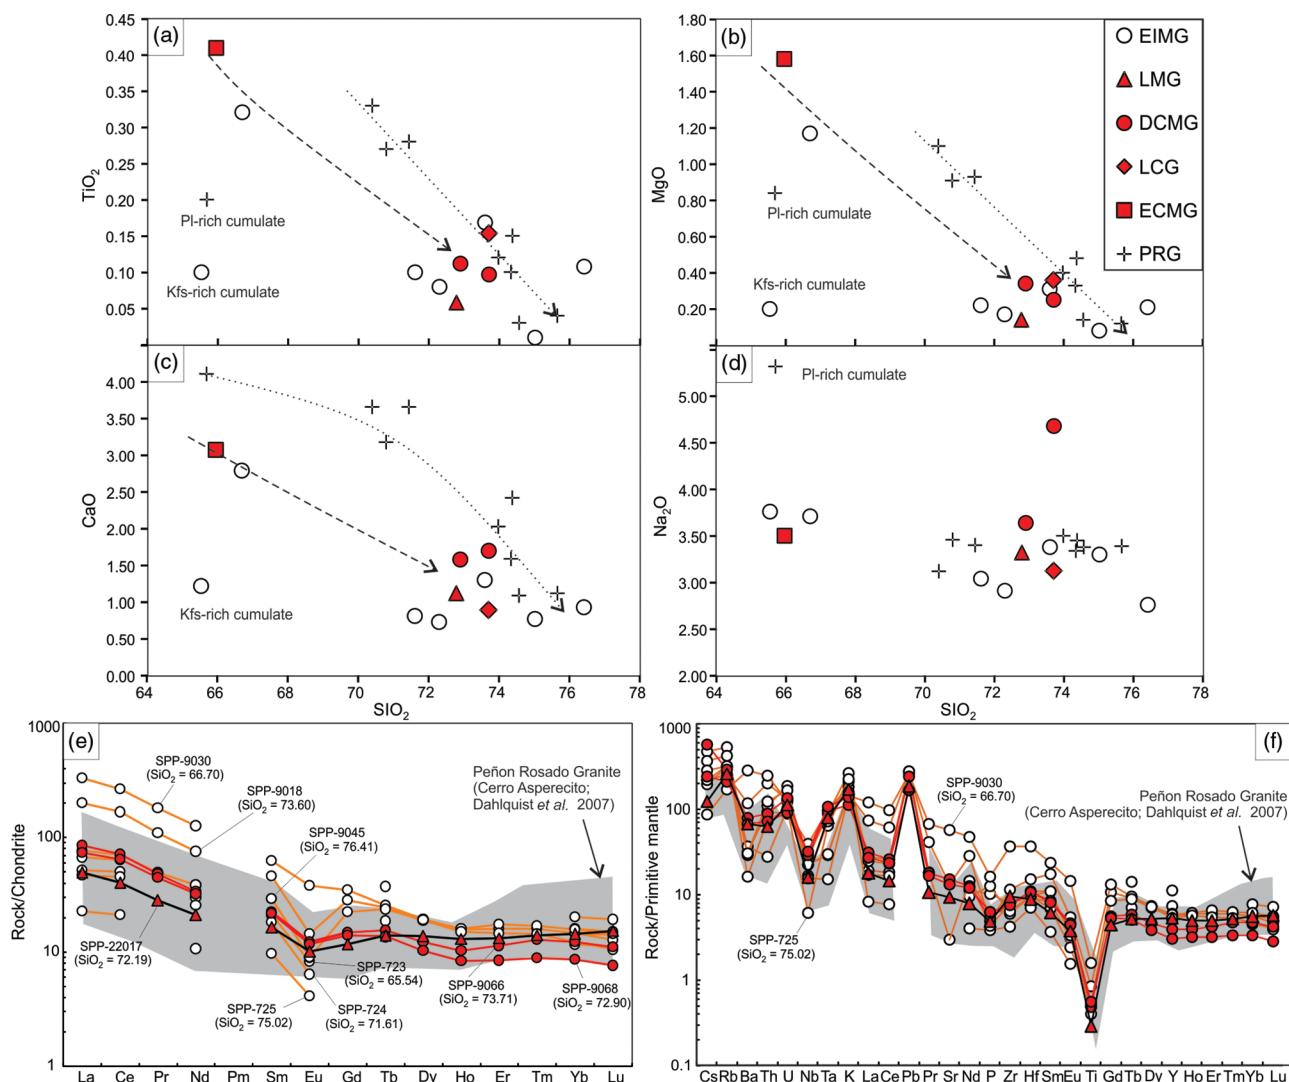 (a)
0.45
0.40
0.35
0.30
0.25
0.20
0.15
0.10
0.05
TiO2
Pl-rich cumulate
Kfs-rich cumulate
(b)
1.80
1.60
1.40
1.20
1.00
0.80
0.60
0.40
0.20
MgO
Pl-rich cumulate
Kfs-rich cumulate
EIMG
LMG
DCMG
LCG
ECMG
PRG
(c)
4.00
3.50
3.00
2.50
2.00
1.50
1.00
0.50
0.00
CaO
Kfs-rich cumulate
64 66 68 70 72 74 76 78
SIO2
(d)
5.00
4.50
4.00
3.50
3.00
2.50
2.00
Na2O
Pl-rich cumulate
64 66 68 70 72 74 76 78
SIO2
(e)
1000
100
10
1
Rock/Chondrite
SPP-9030
(SiO2 = 66.70)
SPP-9018
(SiO2 = 73.60)
SPP-9045
(SiO2 = 76.41)
Peñon Rosado Granite
(Cerro Asperecito;
Dahlquist et al. 2007)
SPP-22017
(SiO2 = 72.19)
SPP-723
(SiO2 = 65.54)
SPP-725
(SiO2 = 75.02)
SPP-724
(SiO2 = 71.61)
SPP-9066
(SiO2 = 73.71)
SPP-9068
(SiO2 = 72.90)
La Ce Pr Nd Pm Sm Eu Gd Tb Dy Ho Er Tm Yb Lu
(f)
1000
100
10
1
0.1
Rock/Primitive mantle
SPP-9030
(SiO2 = 66.70)
Peñon Rosado Granite
(Cerro Asperecito; Dahlquist et al. 2007)
SPP-725
(SiO2 = 75.02)
Cs Rb Ba Th U Nb Ta K La Ce Pb Pr Sr Nd P Zr Hf Sm Eu Ti Gd Tb Dy Y Ho Er Tm Yb Lu